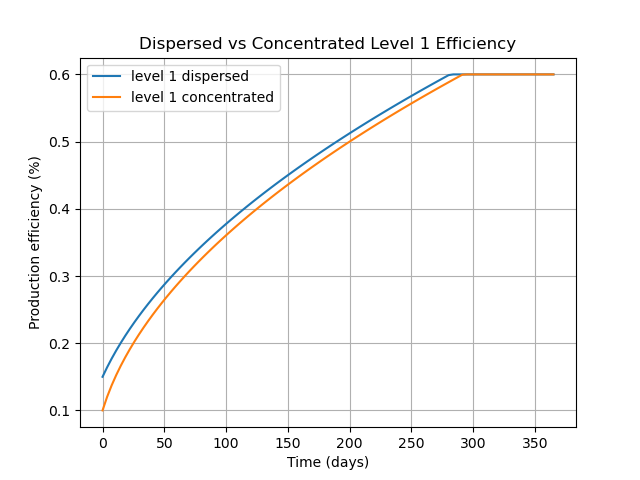 Dispersed vs Concentrated Level 1 Efficiency
level 1 dispersed
level 1 concentrated
Production efficiency (%)
0.6
0.5
0.4
0.3
0.2
0.1
0 50 100 150 200 250 300 350
Time (days)